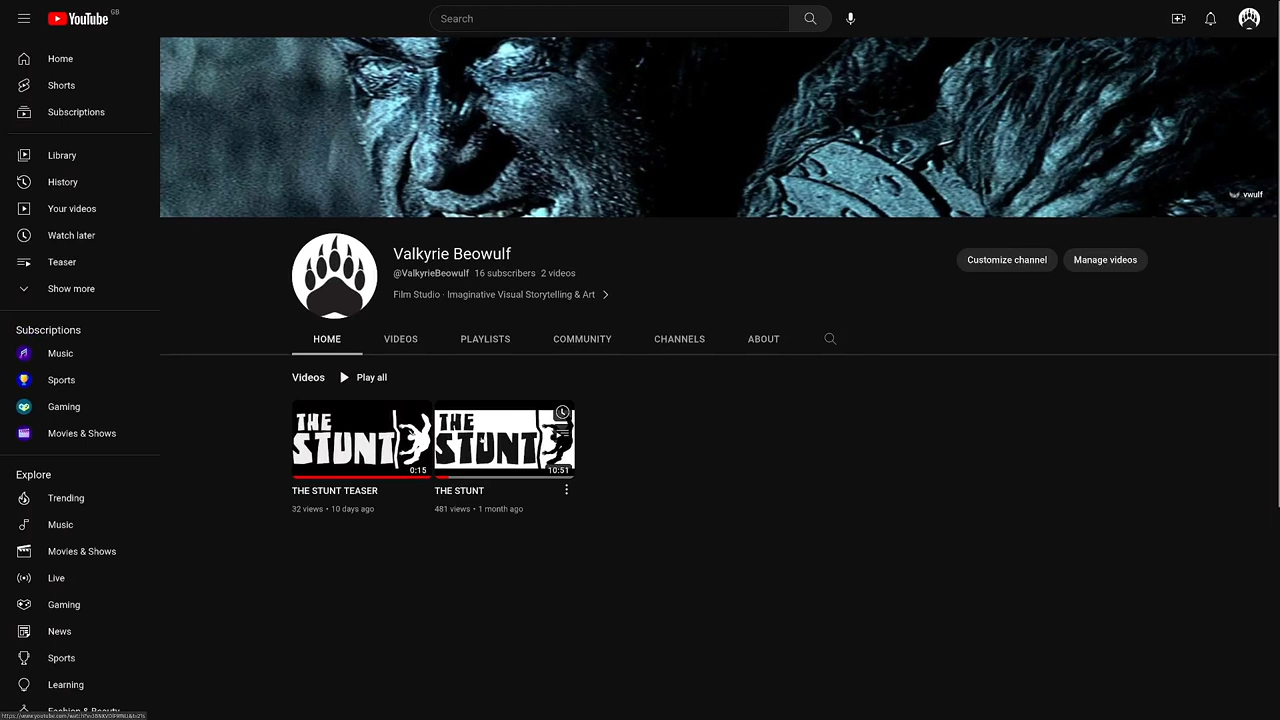 YouTube GB
Search
Home
Shorts
Subscriptions
Library
History
Your videos
Watch later
Teaser
Show more
Subscriptions
Music
Sports
Gaming
Movies & Shows
Explore
Trending
Music
Movies & Shows
Live
Gaming
News
Sports
Learning
Fashion & Beauty
vwulf
Valkyrie Beowulf
@ValkyrieBeowulf 16 subscribers 2 videos
Film Studio · Imaginative Visual Storytelling & Art
Customize channel
Manage videos
HOME VIDEOS PLAYLISTS COMMUNITY CHANNELS ABOUT
Videos Play all
THE
STUNT
0:15
THE
STUNT
10:51
THE STUNT TEASER
32 views • 10 days ago
THE STUNT
481 views • 1 month ago